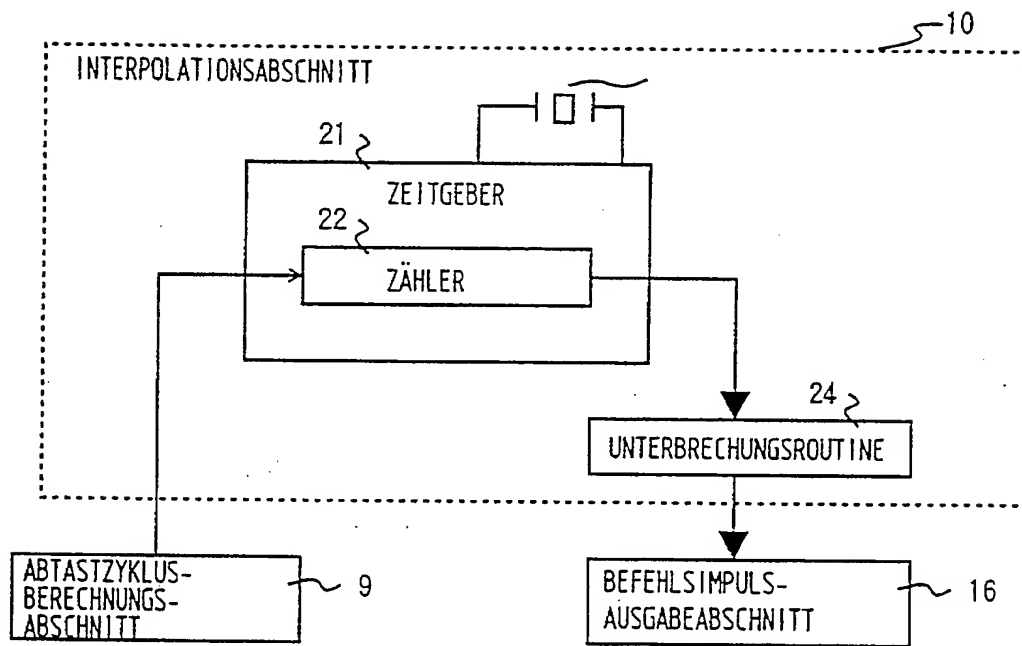 10
INTERPOLATIONSABSCHNITT
21
ZEITGEBER
22
ZÄHLER
24
UNTERBRECHUNGSROUTINE
ABTASTZYKLUS-
BERECHNUNGS-
ABSCHNITT
9
BEFEHLSIMPULS-
AUSGABEABSCHNITT
16